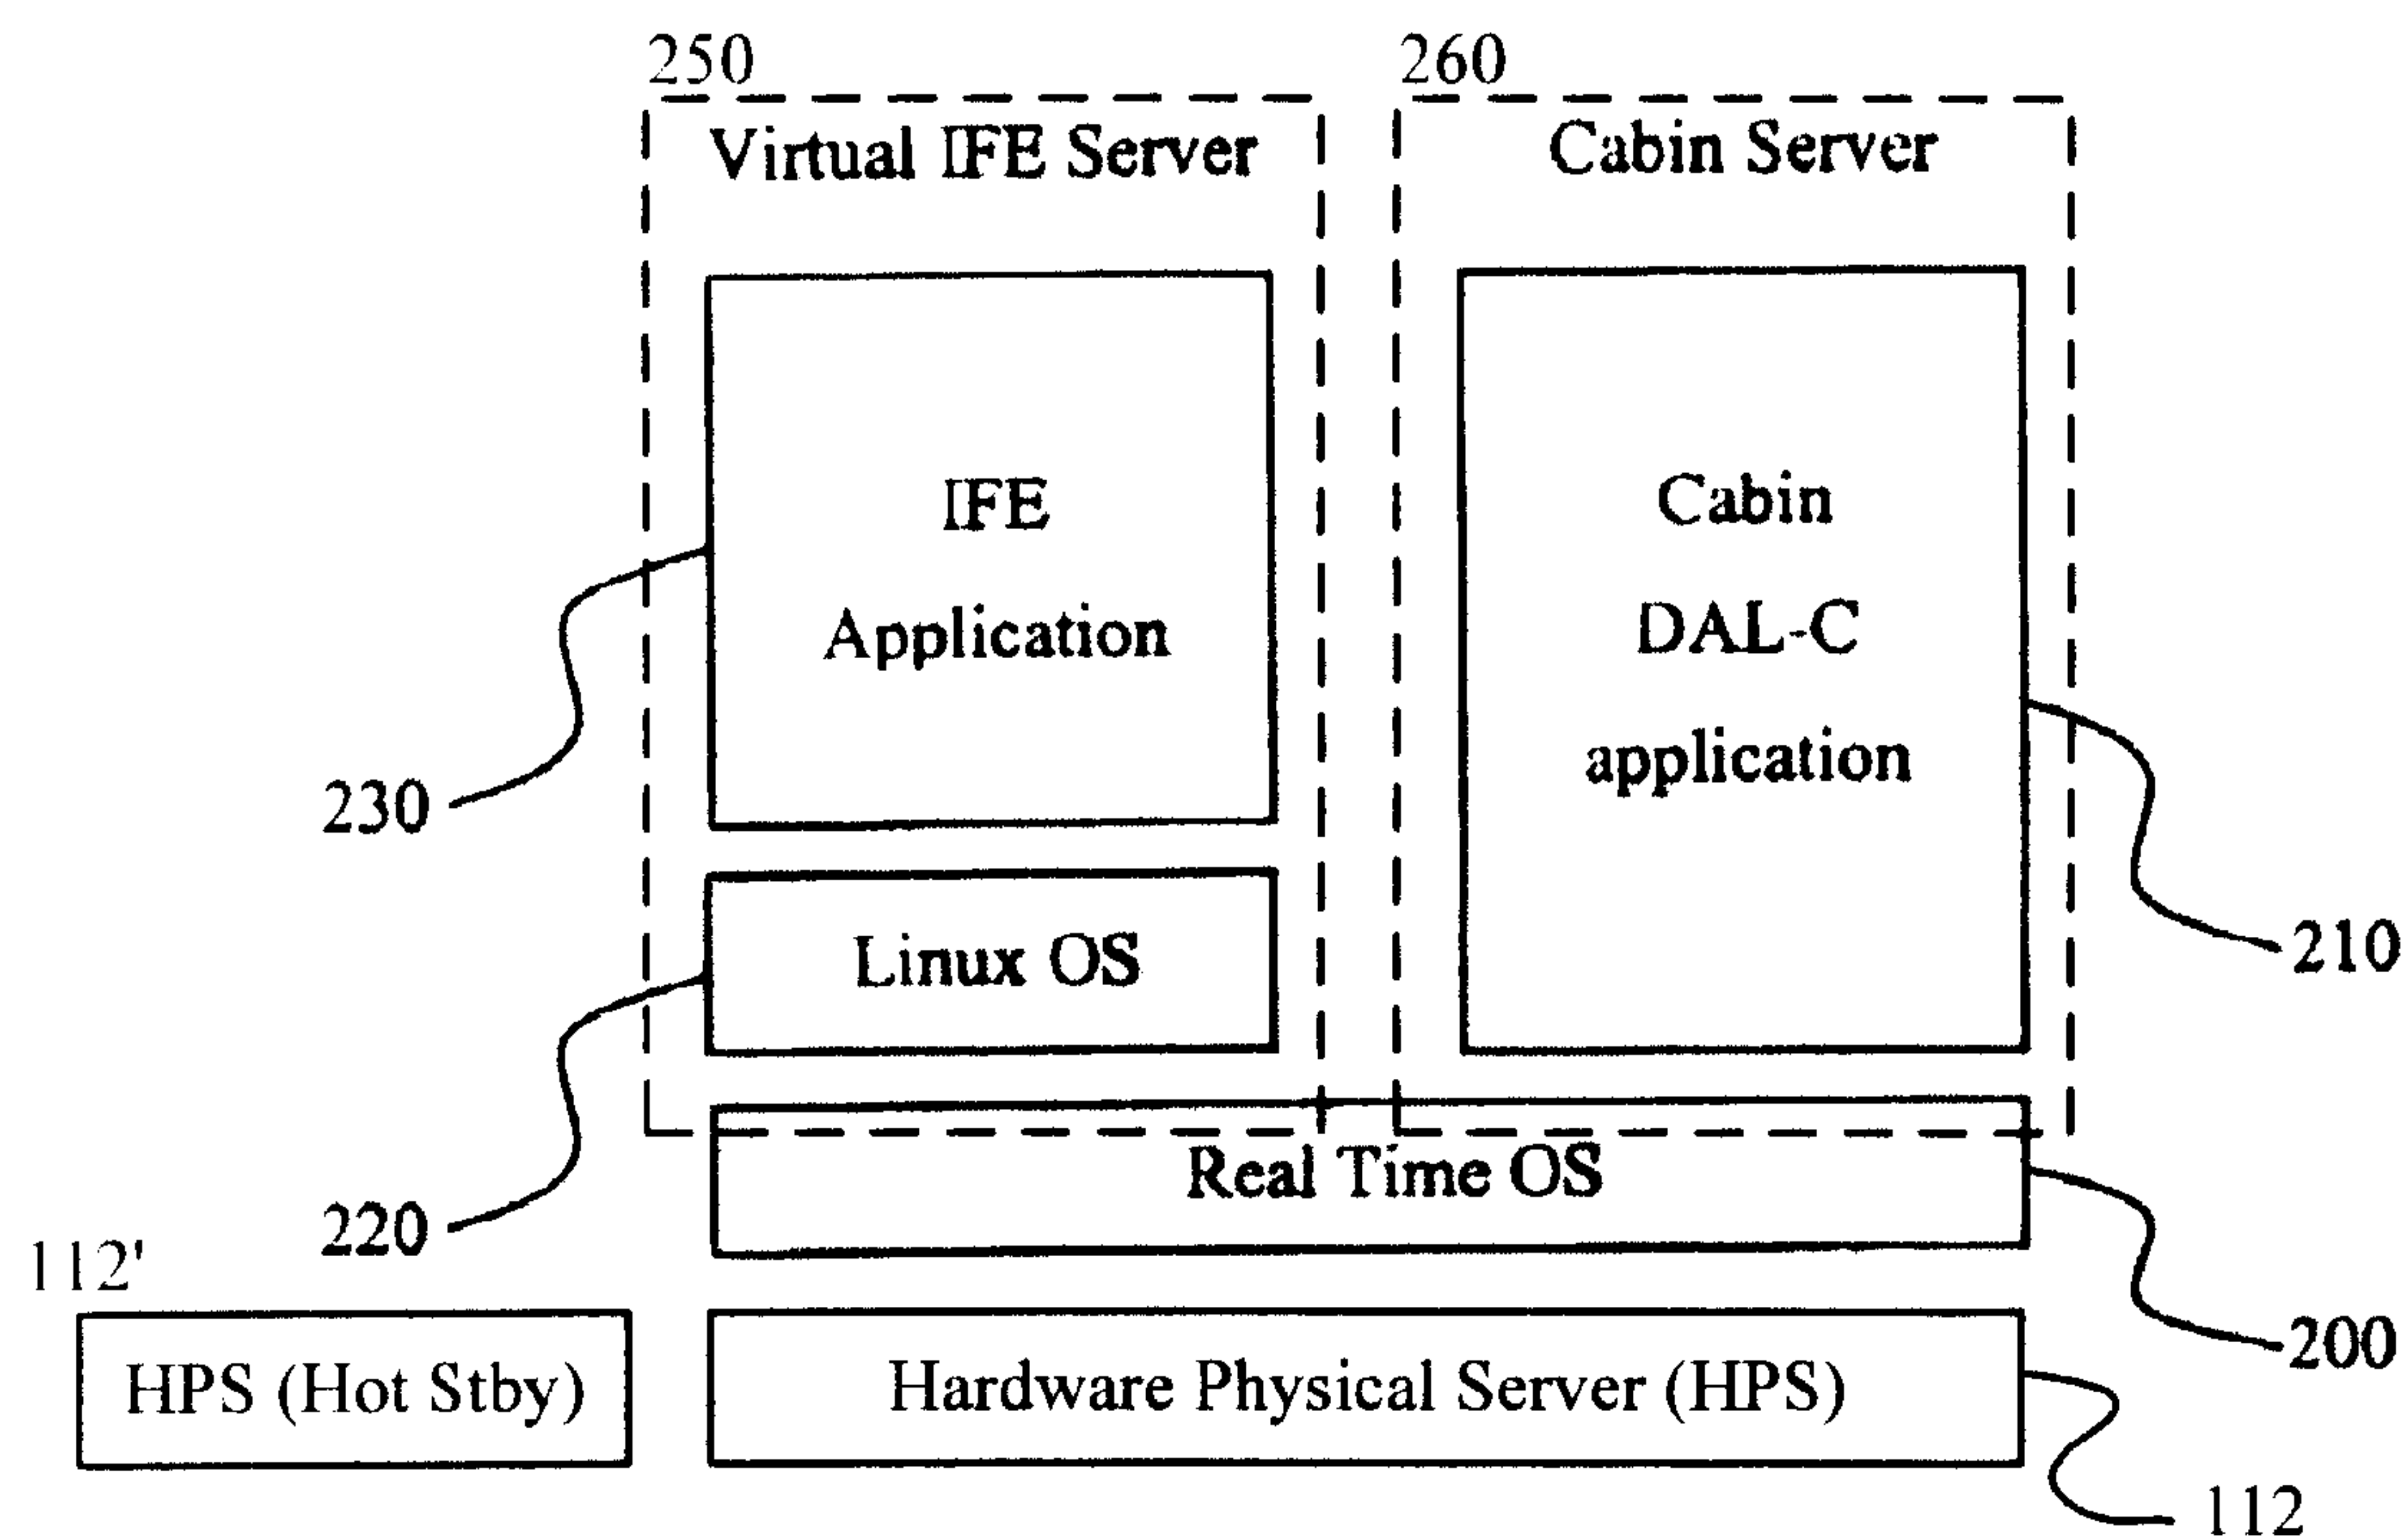 250
260
Virtual IFE Server
Cabin Server
IFE
Application
Cabin
DAL-C
application
230
Linux OS
210
Real Time OS
220
112'
200
HPS (Hot Stby)
Hardware Physical Server (HPS)
112